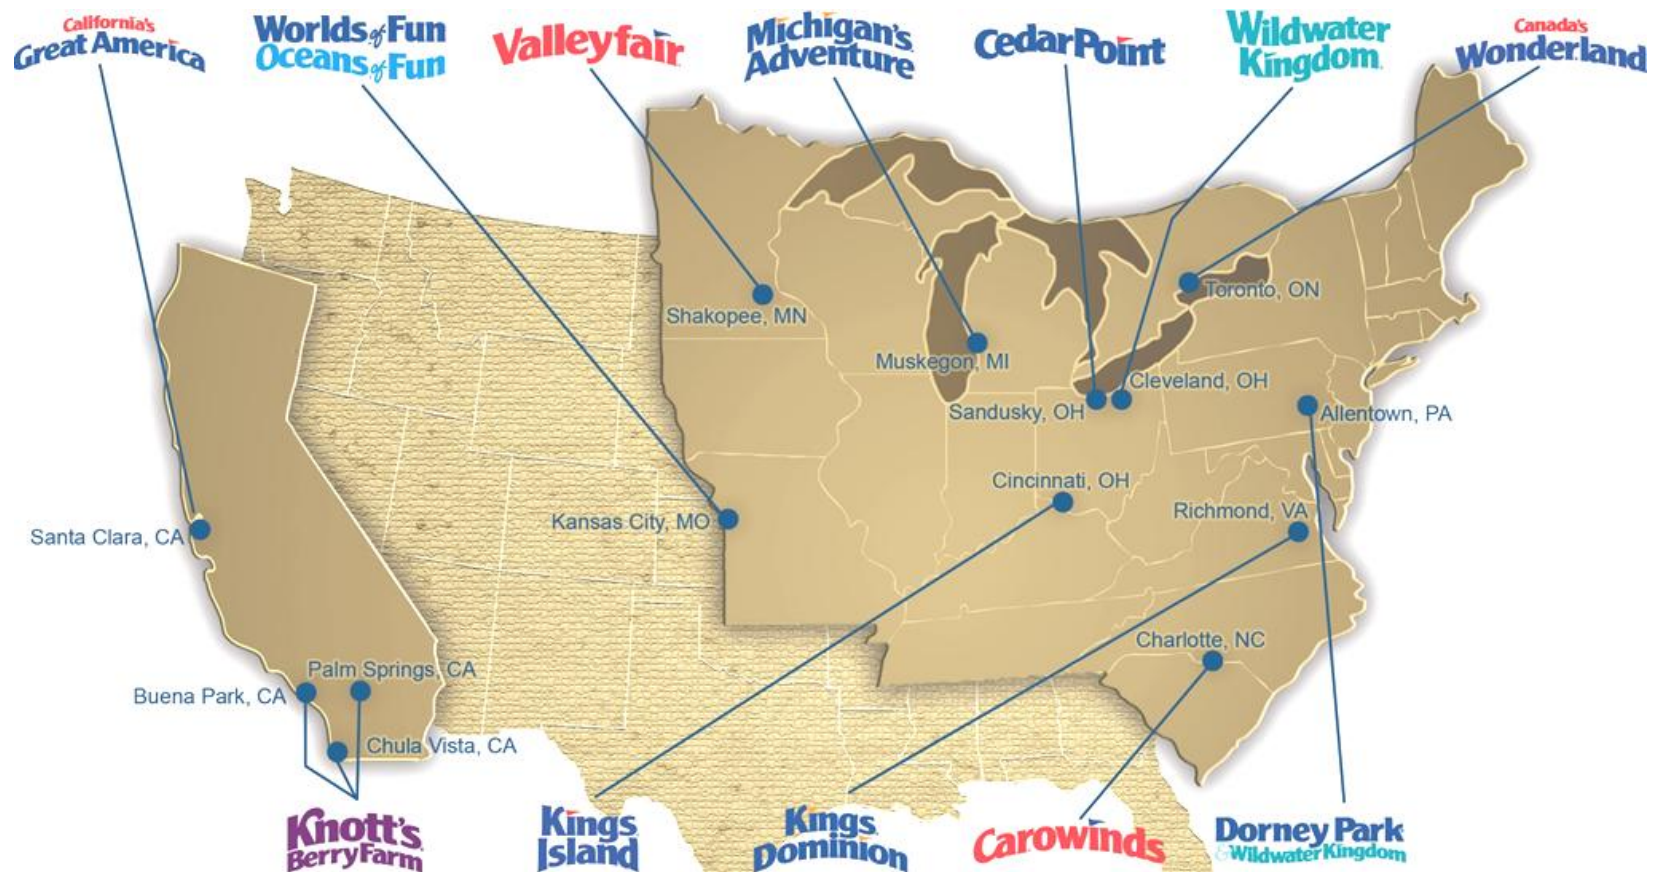 California's
Great America
Worlds of Fun
Oceans of Fun
Valleyfair
Michigan's
Adventure
CedarPoint
Wildwater
Kingdom
Canada's
Wonderland
Shakopee, MN
Toronto, ON
Muskegon, MI
Cleveland, OH
Sandusky, OH
Allentown, PA
Cincinnati, OH
Richmond, VA
Kansas City, MO
Santa Clara, CA
Charlotte, NC
Palm Springs, CA
Buena Park, CA
Chula Vista, CA
Knott's
Berry Farm
Kings
Island
Kings
Dominion
Carowinds
Dorney Park
& Wildwater Kingdom